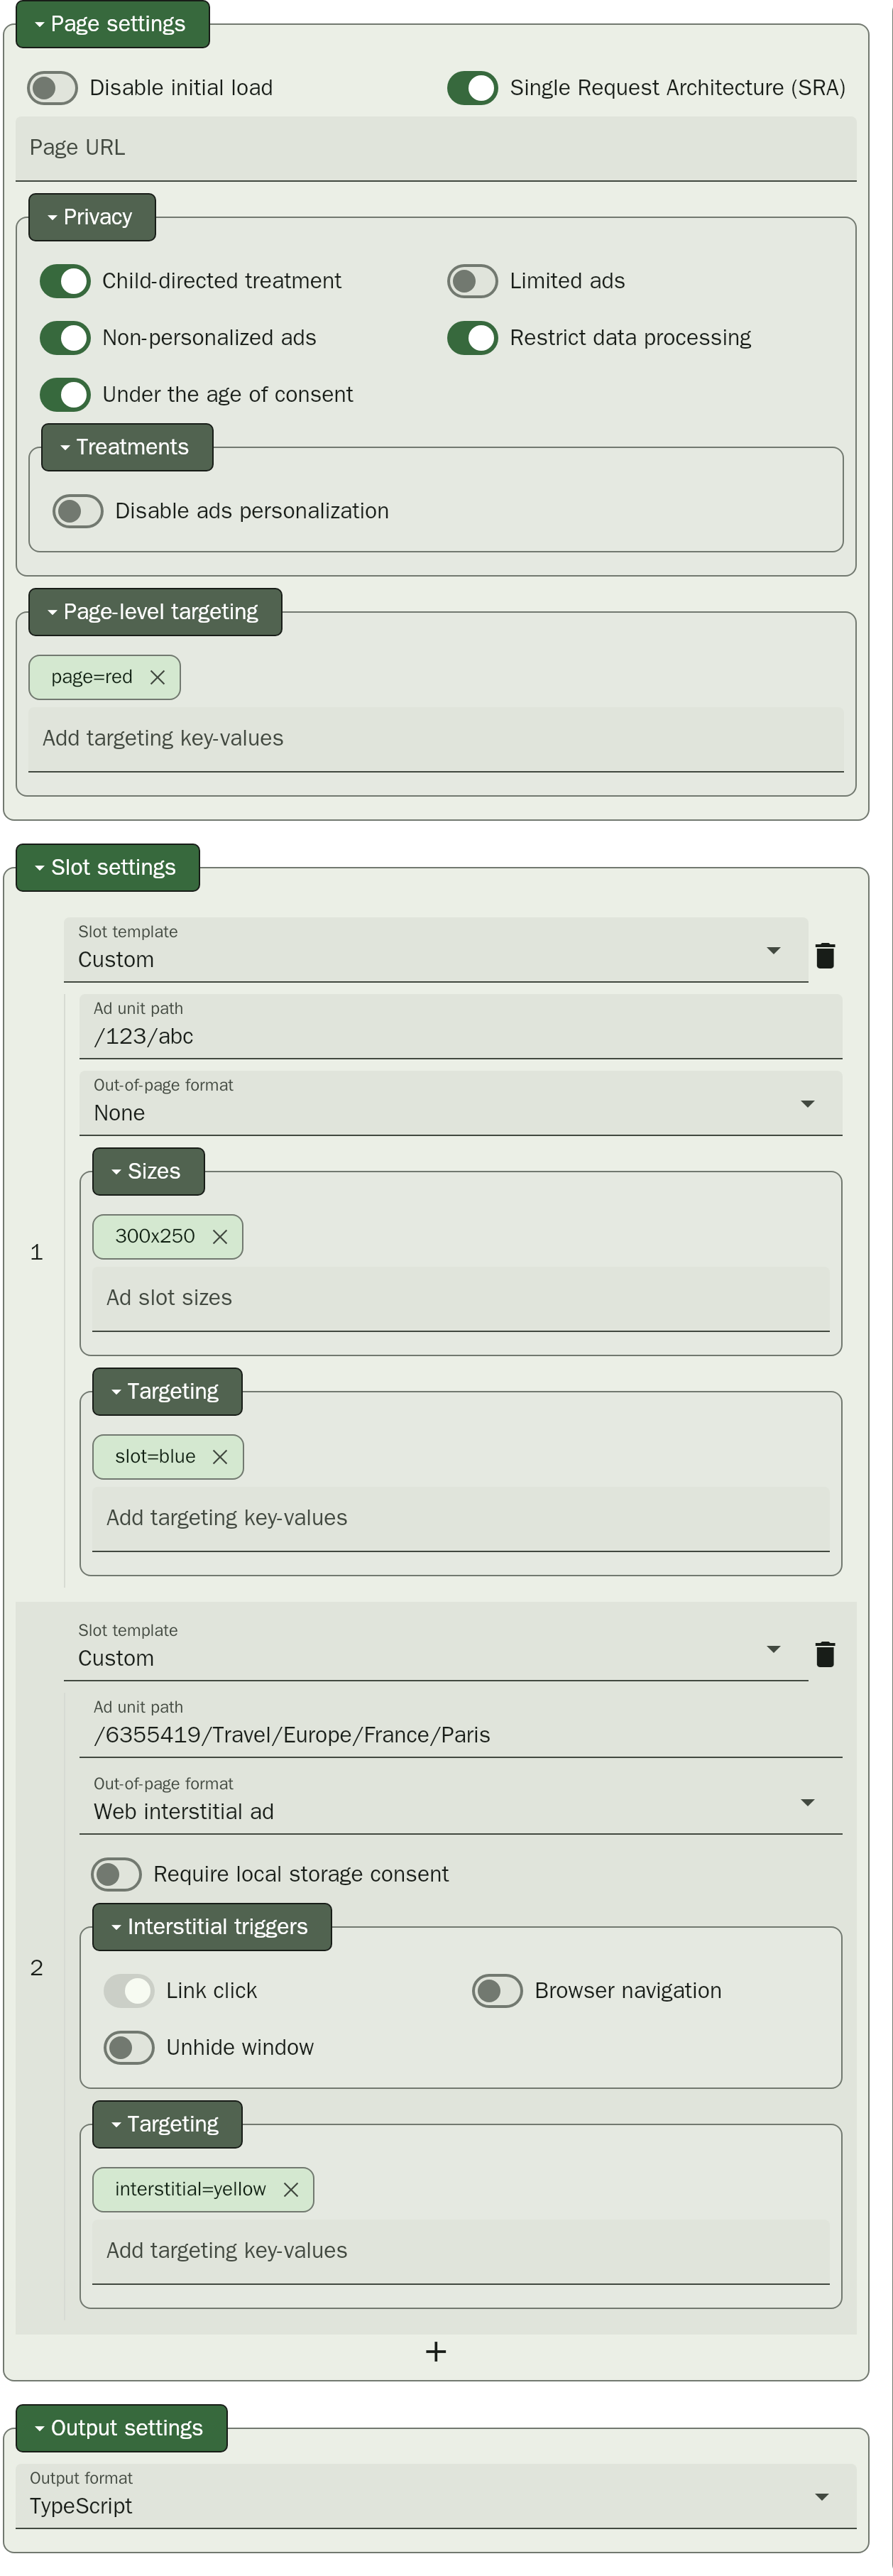 Page settings
Disable initial load
Single Request Architecture (SRA)
Page URL
Privacy
Child-directed treatment
Limited ads
Non-personalized ads
Restrict data processing
Under the age of consent
Treatments
Disable ads personalization
Page-level targeting
page=red
Add targeting key-values
Slot settings
Slot template
Custom
Ad unit path
/123/abc
Out-of-page format
None
Sizes
1
300x250
Ad slot sizes
Targeting
slot=blue
Add targeting key-values
Slot template
Custom
Ad unit path
/6355419/Travel/Europe/France/Paris
Out-of-page format
Web interstitial ad
Require local storage consent
Interstitial triggers
2
Link click
Browser navigation
Unhide window
Targeting
interstitial=yellow
Add targeting key-values
Output settings
Output format
TypeScript